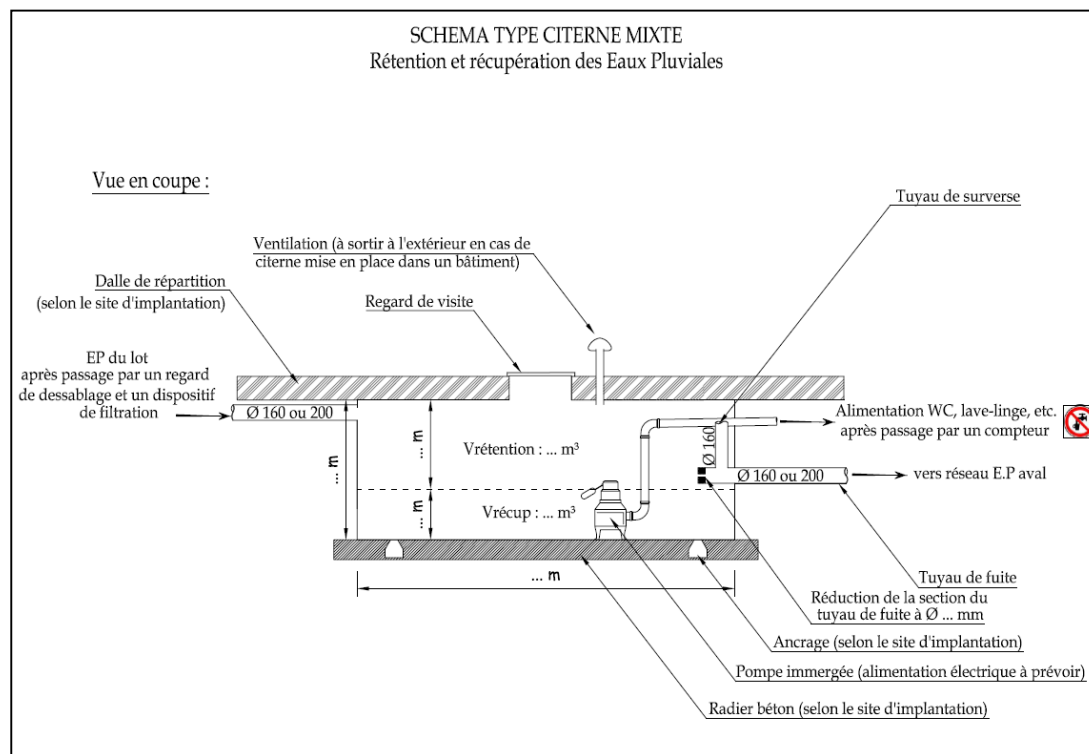 SCHEMA TYPE CITERNE MIXTE
Rétention et récupération des Eaux Pluviales
Vue en coupe :
Tuyau de surverse
Ventilation (à sortir à l'extérieur en cas de
citerne mise en place dans un bâtiment)
Dalle de répartition
(selon le site d'implantation)
Regard de visite
EP du lot
après passage par un regard
de dessablage et un dispositif
de filtration
Ø 160 ou 200
Alimentation WC, lave-linge, etc.
après passage par un compteur
... m
... m
Vrétention : ... m³
Ø 160
Ø 160 ou 200
vers réseau E.P aval
... m
Vrécup : ... m³
... m
Tuyau de fuite
Réduction de la section du
tuyau de fuite à Ø ... mm
Ancrage (selon le site d'implantation)
Pompe immergée (alimentation électrique à prévoir)
Radier béton (selon le site d'implantation)